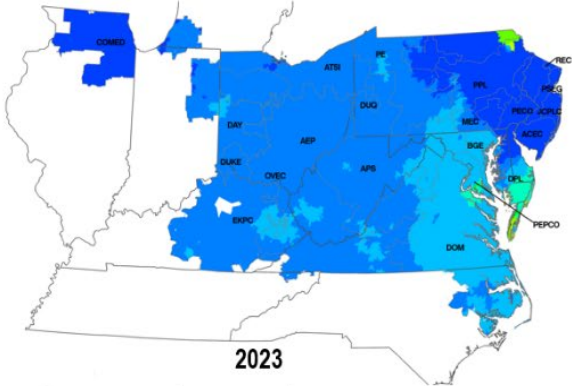 COMED
REC
PE
ATSI
PPL
PSEG
DUQ
PECO JCPLC
MEC
DAY
ACEC
AEP
BGE
DUKE
OVEC
APS
DPL
EKPC
PEPCO
DOM
2023